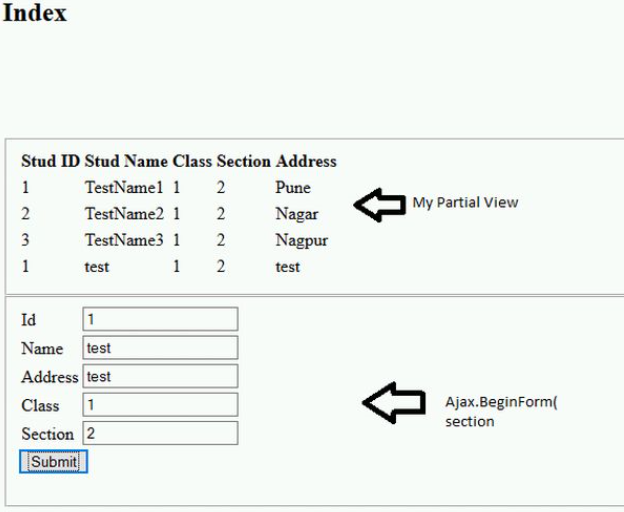 Index
Stud ID Stud Name Class Section Address
1 TestName1 1 2 Pune
2 TestName2 1 2 Nagar
3 TestName3 1 2 Nagpur
1 test 1 2 test
My Partial View
Id 1
Name test
Address test
Class 1
Section 2
Submit
Ajax.BeginForm(
section